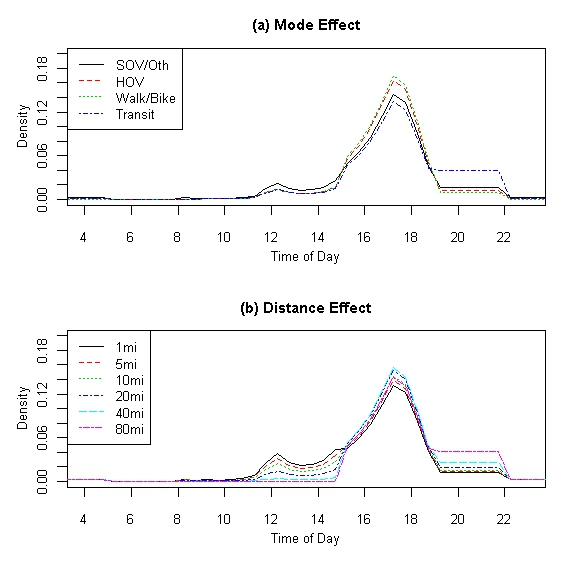 (a) Mode Effect
SOV/Oth
HOV
Walk/Bike
Transit
Density
0.00 0.06 0.12 0.18
4 6 8 10 12 14 16 18 20 22
Time of Day
(b) Distance Effect
1mi
5mi
10mi
20mi
40mi
80mi
Density
0.00 0.06 0.12 0.18
4 6 8 10 12 14 16 18 20 22
Time of Day